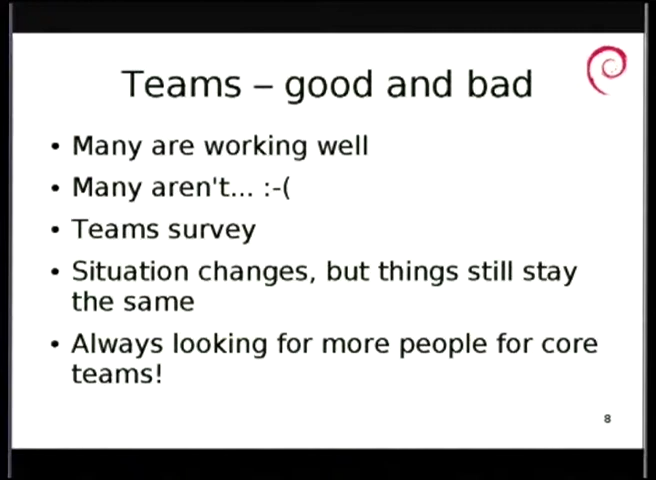 Teams – good and bad
• Many are working well
• Many aren't... :-(
• Teams survey
• Situation changes, but things still stay
the same
• Always looking for more people for core
teams!
8